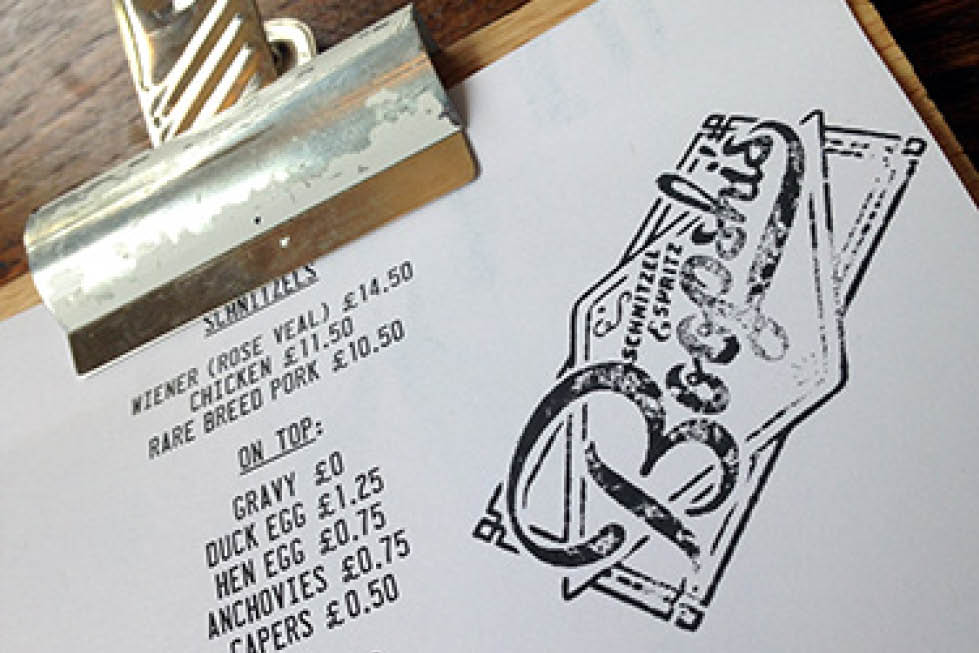 SCHNITZELS
WIENER (ROSE VEAL) £14.50
CHICKEN £11.50
RARE BREED PORK £10.50
ON TOP:
GRAVY £0
DUCK EGG £1.25
HEN EGG £0.75
ANCHOVIES £0.75
CAPERS £0.50
Boopshi's
SCHNITZEL
& SPRITZ